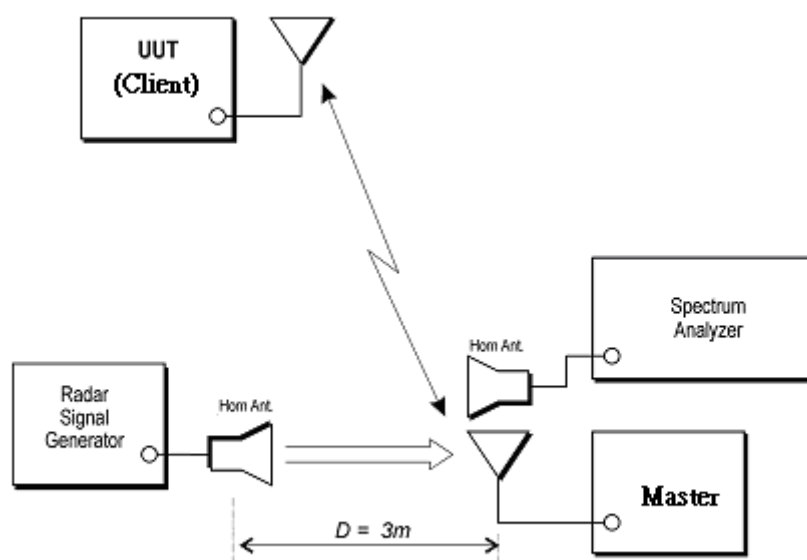 UUT
(Client)
Spectrum
Analyzer
Horn Ant.
Radar
Signal
Generator
Horn Ant.
Master
D = 3m